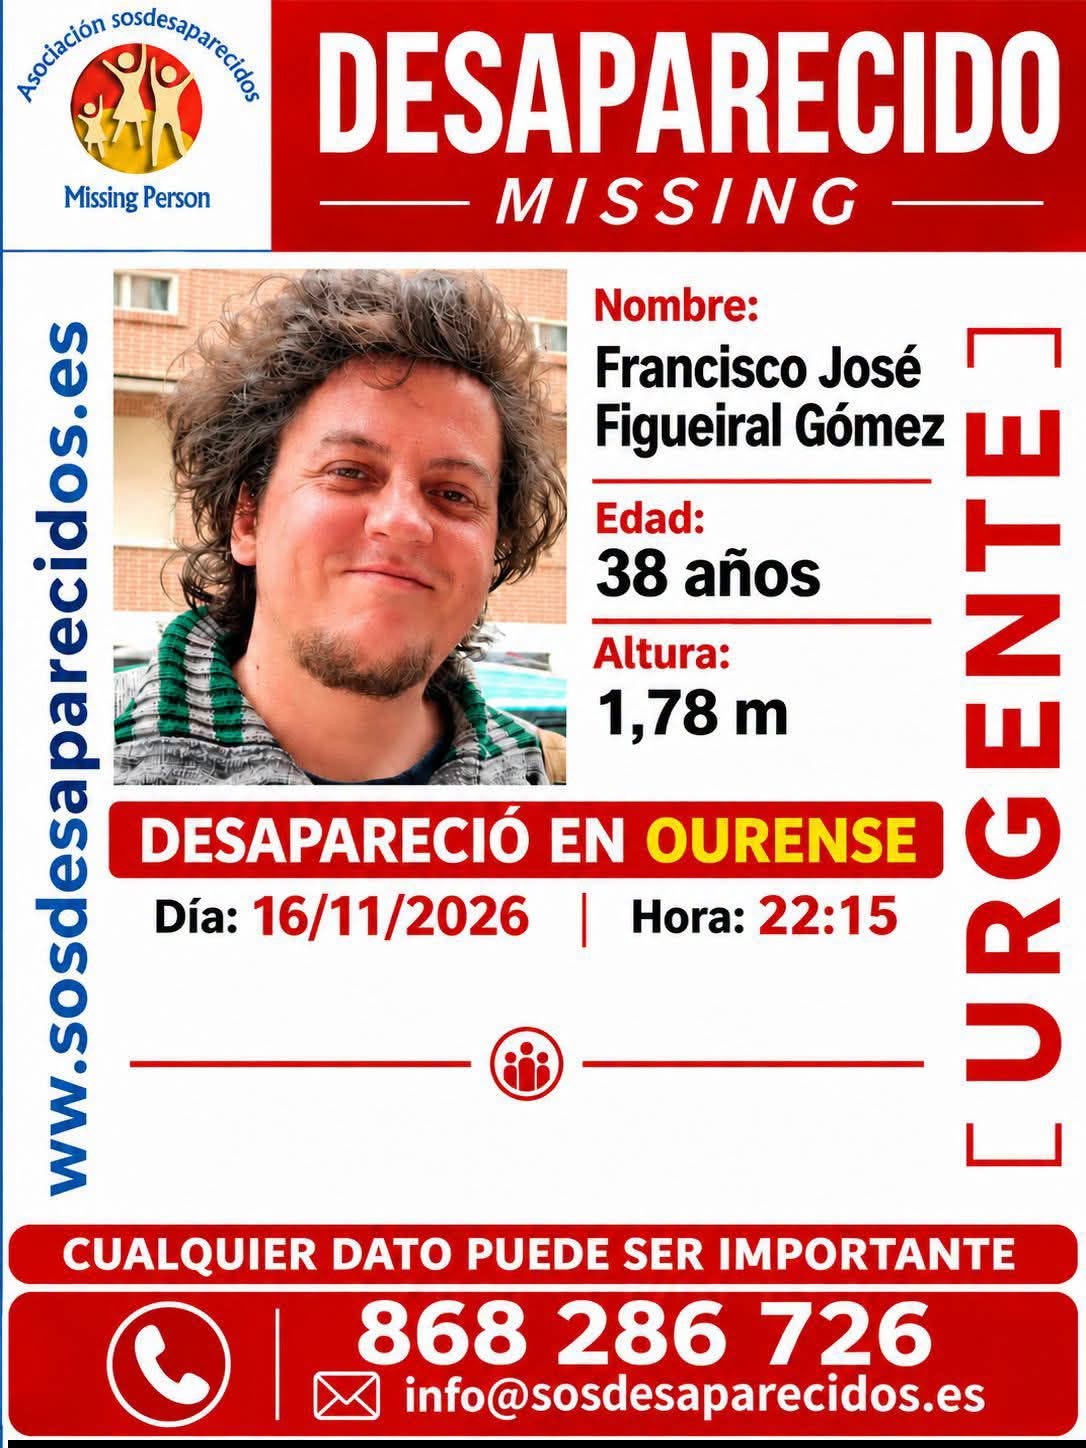 Asociación sosdesaparecidos
Missing Person
DESAPARECIDO
MISSING
www.sosdesaparecidos.es
Nombre:
Francisco José
Figueiral Gómez
Edad:
38 años
Altura:
1,78 m
[URGENTE]
DESAPARECIÓ EN OURENSE
Día: 16/11/2026 | Hora: 22:15
CUALQUIER DATO PUEDE SER IMPORTANTE
868 286 726
info@sosdesaparecidos.es